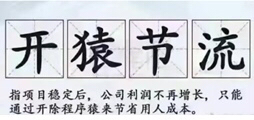 开猿节流
指项目稳定后，公司利润不再增长，只能
通过开除程序猿来节省用人成本。